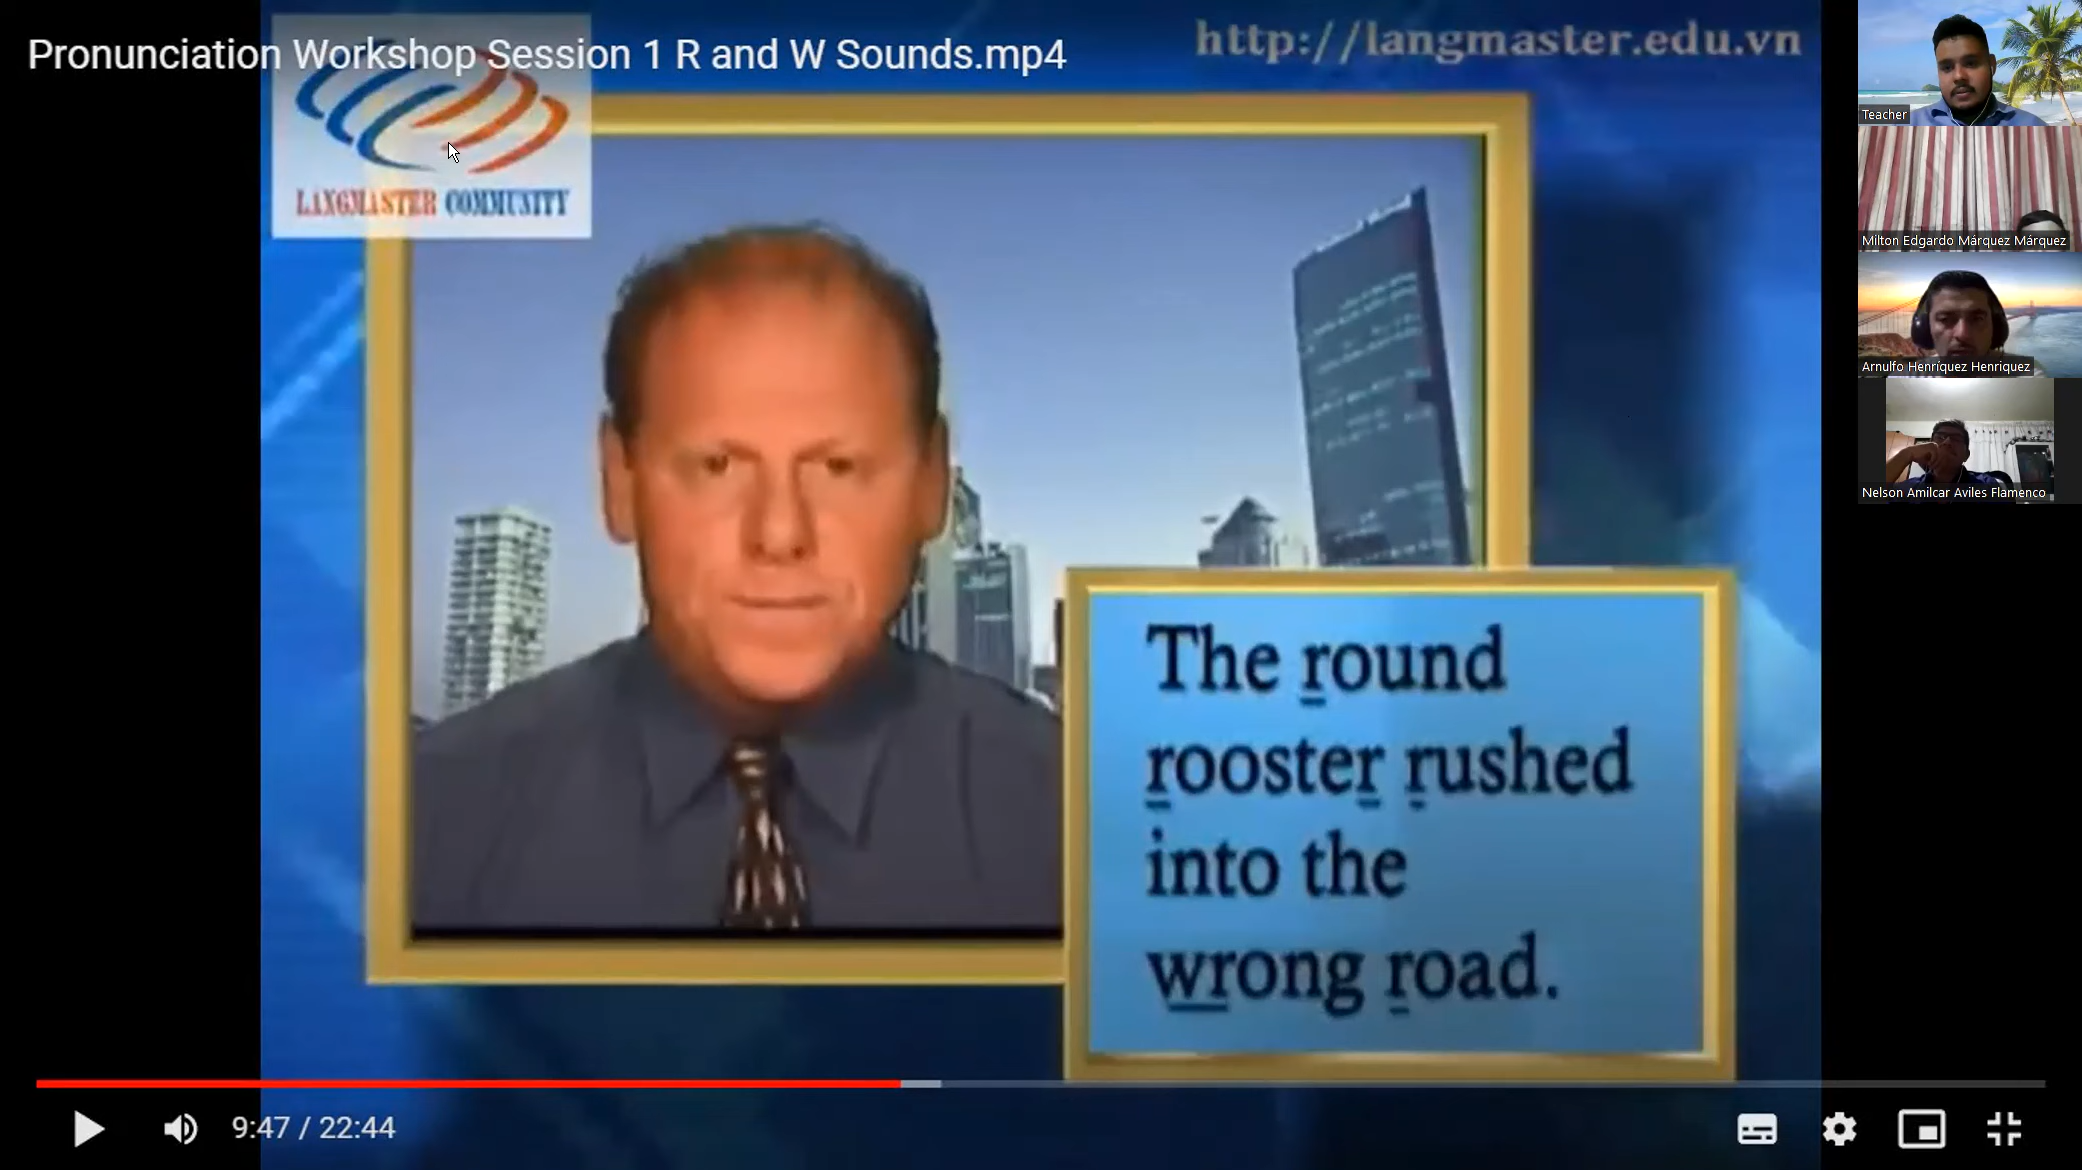 Pronunciation Workshop Session 1 R and W Sounds.mp4
http://langmaster.edu.vn
LANGMASTER COMMUNITY
Teacher
Milton Edgardo Márquez Márquez
Arnulfo Henríquez Henriquez
Nelson Amilcar Aviles Flamenco
The round
rooster rushed
into the
wrong road.
9:47 / 22:44